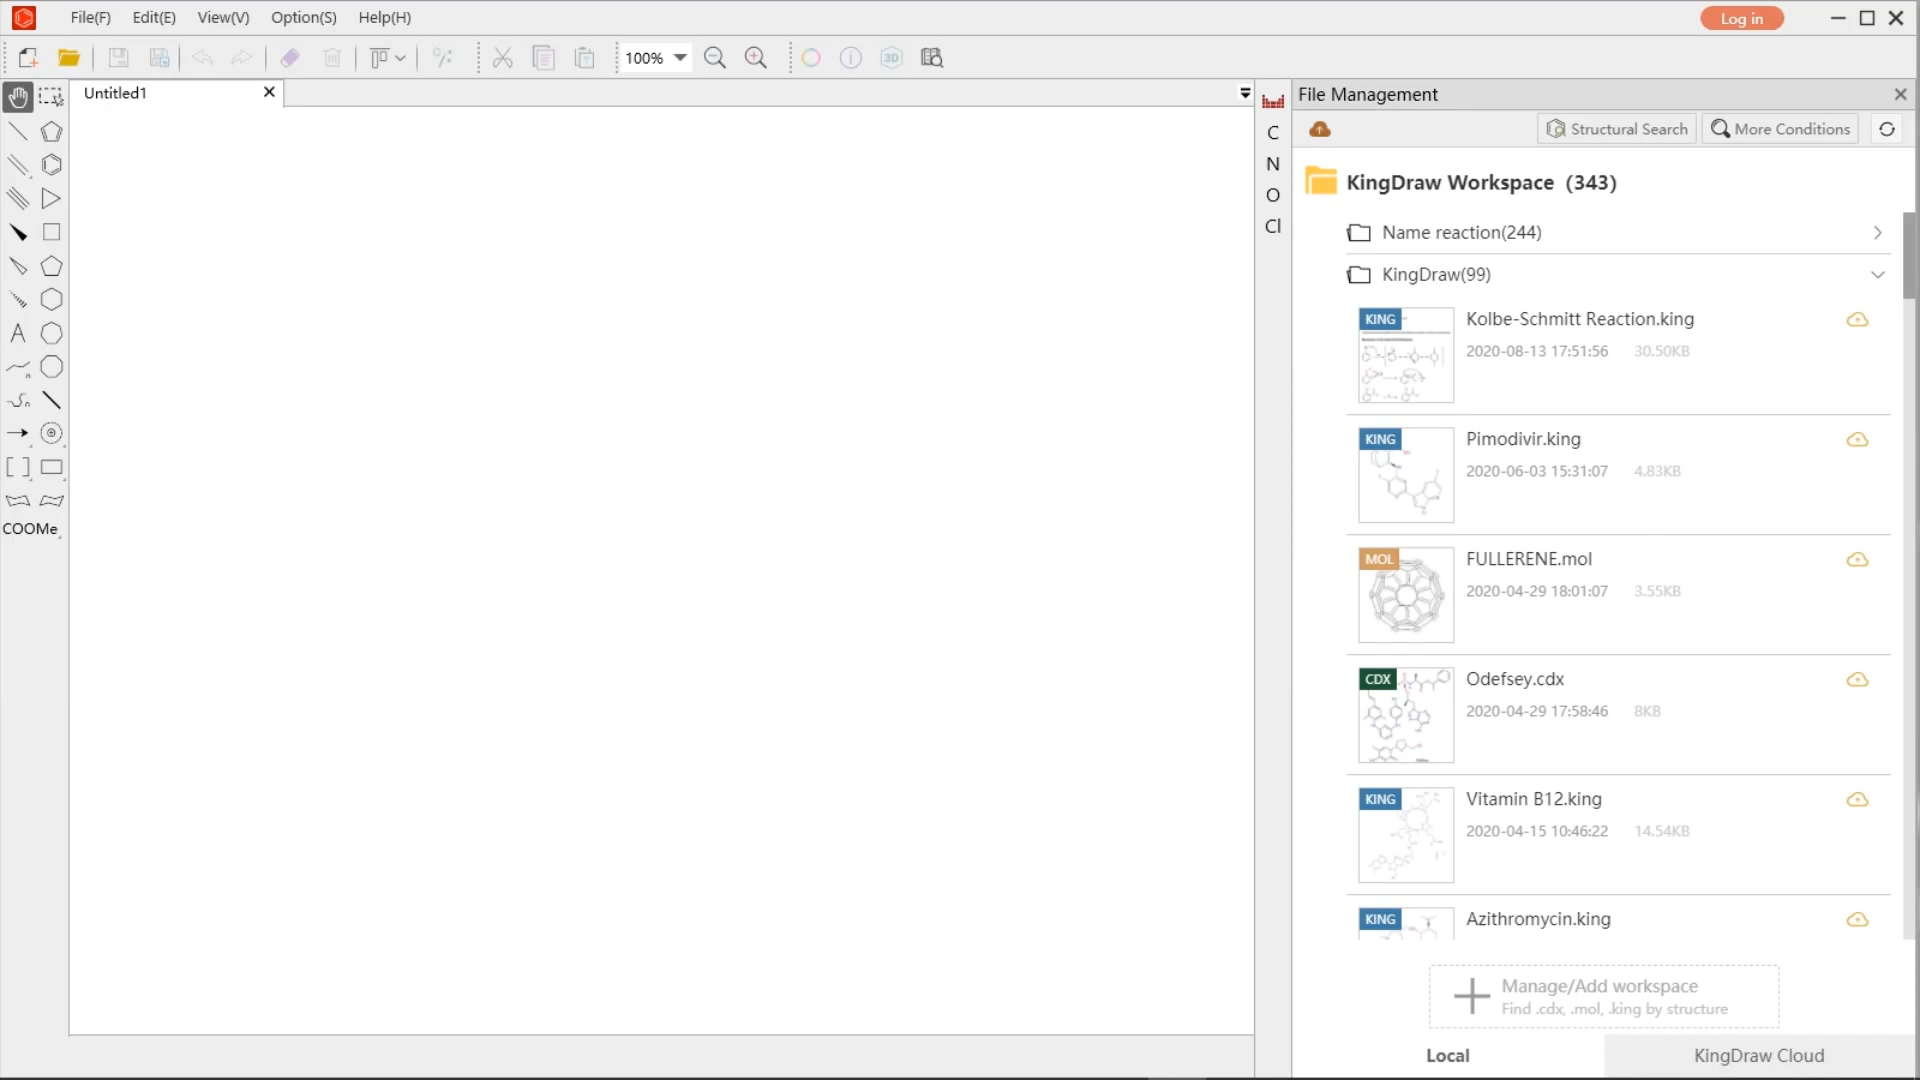 File(F) Edit(E) View(V) Option(S) Help(H) Log in
100% 3D
Untitled1
File Management
Structural Search More Conditions
C
N
O
Cl
KingDraw Workspace (343)
Name reaction(244)
KingDraw(99)
KING Kolbe-Schmitt Reaction.king
2020-08-13 17:51:56 30.50KB
KING Pimodivir.king
2020-06-03 15:31:07 4.83KB
MOL FULLERENE.mol
2020-04-29 18:01:07 3.55KB
CDX Odefsey.cdx
2020-04-29 17:58:46 8KB
KING Vitamin B12.king
2020-04-15 10:46:22 14.54KB
KING Azithromycin.king
A
COOMe
Manage/Add workspace
Find .cdx, .mol, .king by structure
Local KingDraw Cloud